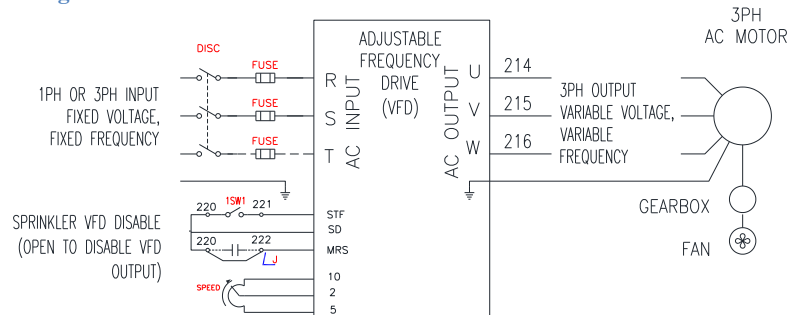 3PH
AC MOTOR
DISC
ADJUSTABLE
FREQUENCY
DRIVE
(VFD)
FUSE
FUSE
FUSE
R
S
T
AC INPUT
AC OUTPUT
U
V
W
214
215
216
1PH OR 3PH INPUT
FIXED VOLTAGE,
FIXED FREQUENCY
3PH OUTPUT
VARIABLE VOLTAGE,
VARIABLE
FREQUENCY
GEARBOX
FAN
SPRINKLER VFD DISABLE
(OPEN TO DISABLE VFD
OUTPUT)
220
1SW1
221
STF
SD
220
222
J
MRS
SPEED
10
2
5